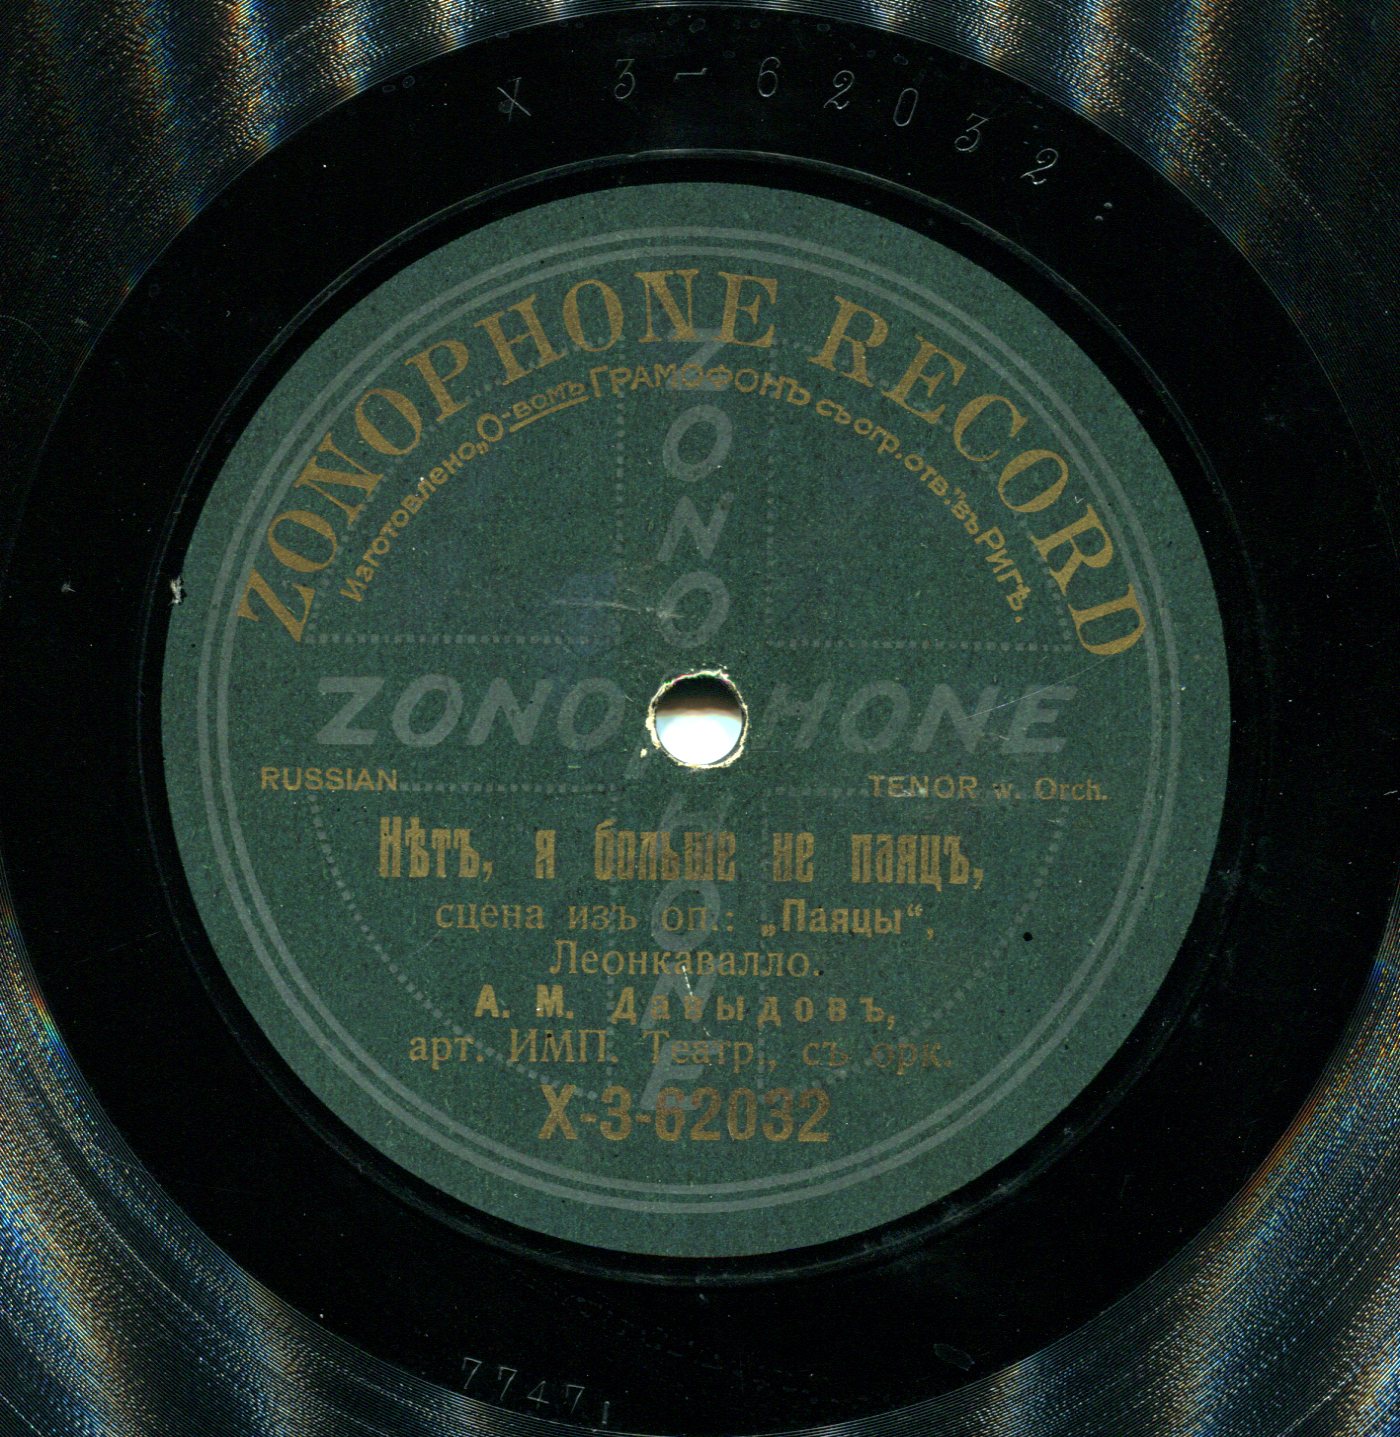 X 3-62032
ZONOPHONE RECORD
Изготовлено „О-вомъ ГРАМОФОНЪ съ огр. отв." въ Ригѣ.
ZONOPHONE
ZONOPHONE
RUSSIAN
TENOR w. Orch.
Нѣтъ, я больше не паяцъ,
сцена изъ оп.: „Паяцы“,
Леонкавалло.
А. М. Давыдовъ,
арт. ИМП. Театр., съ орк.
X-3-62032
7747 l